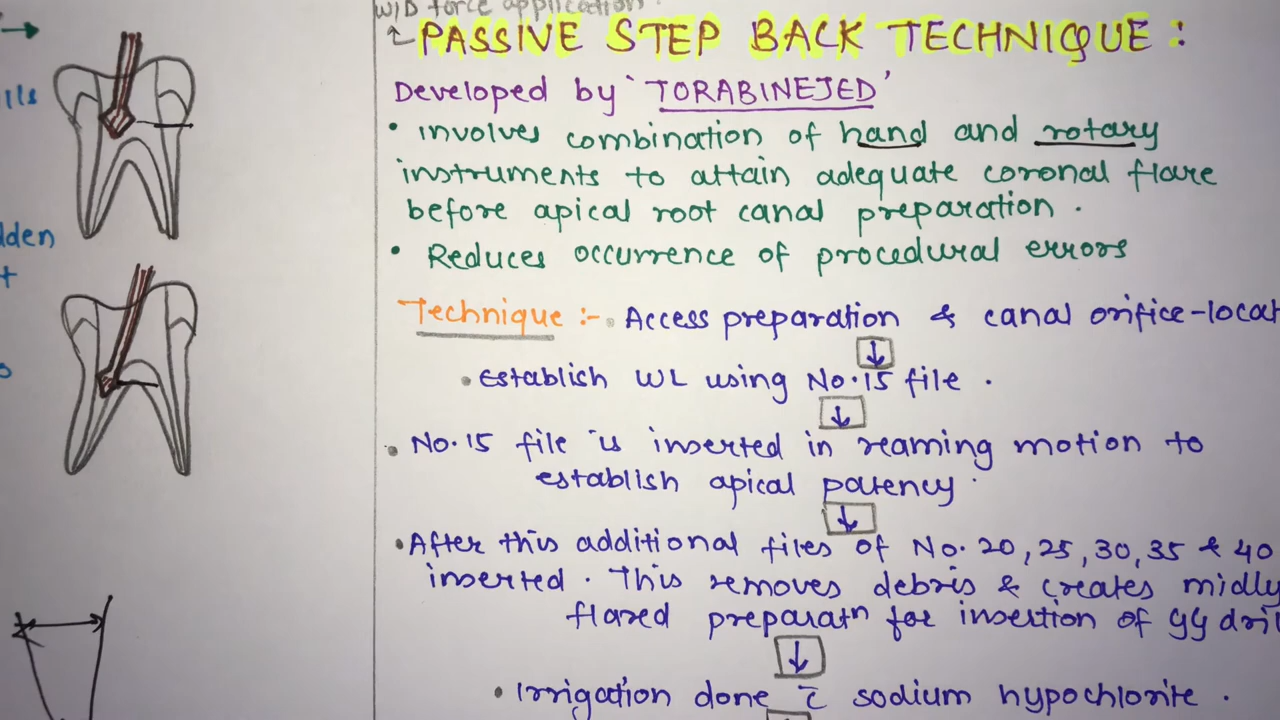 W/D force application
PASSIVE STEP BACK TECHNIQUE :
Developed by 'TORABINEJED'
• involves combination of hand and rotary
instruments to attain adequate coronal flare
before apical root canal preparation .
• Reduces occurrence of procedural errors
Technique :- . Access preparation & canal orifice-locat
• Establish WL using No.15 file .
• No.15 file is inserted in reaming motion to
establish apical patency .
• After this additional files of No. 20, 25, 30, 35 & 40
inserted . This removes debris & creates midly
flared preparatn for insertion of GG dril
• Irrigation done c̄ sodium hypochlorite .